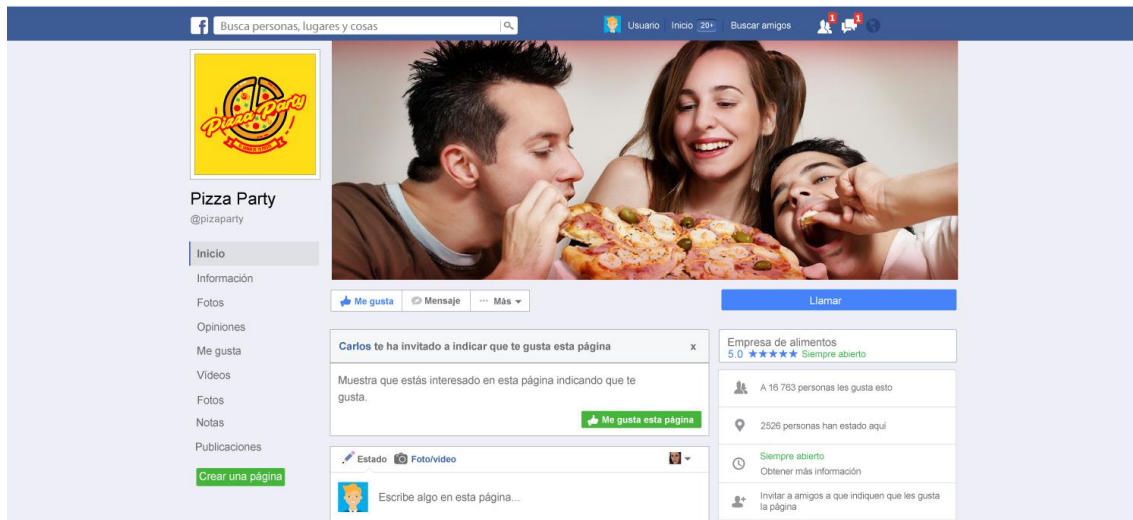 Busca personas, lugares y cosas
Usuario
Inicio 20+
Buscar amigos
1
1
Pizza Party
Pizza Party
@pizaparty
Inicio
Información
Fotos
Opiniones
Me gusta
Vídeos
Fotos
Notas
Publicaciones
Crear una página
Me gusta
Mensaje
··· Más
Carlos te ha invitado a indicar que te gusta esta página x
Muestra que estás interesado en esta página indicando que te
gusta.
Me gusta esta página
Estado Foto/video
Escribe algo en esta página...
Llamar
Empresa de alimentos
5.0 ★★★★★ Siempre abierto
A 16 763 personas les gusta esto
2526 personas han estado aquí
Siempre abierto
Obtener más información
Invitar a amigos a que indiquen que les gusta
la página